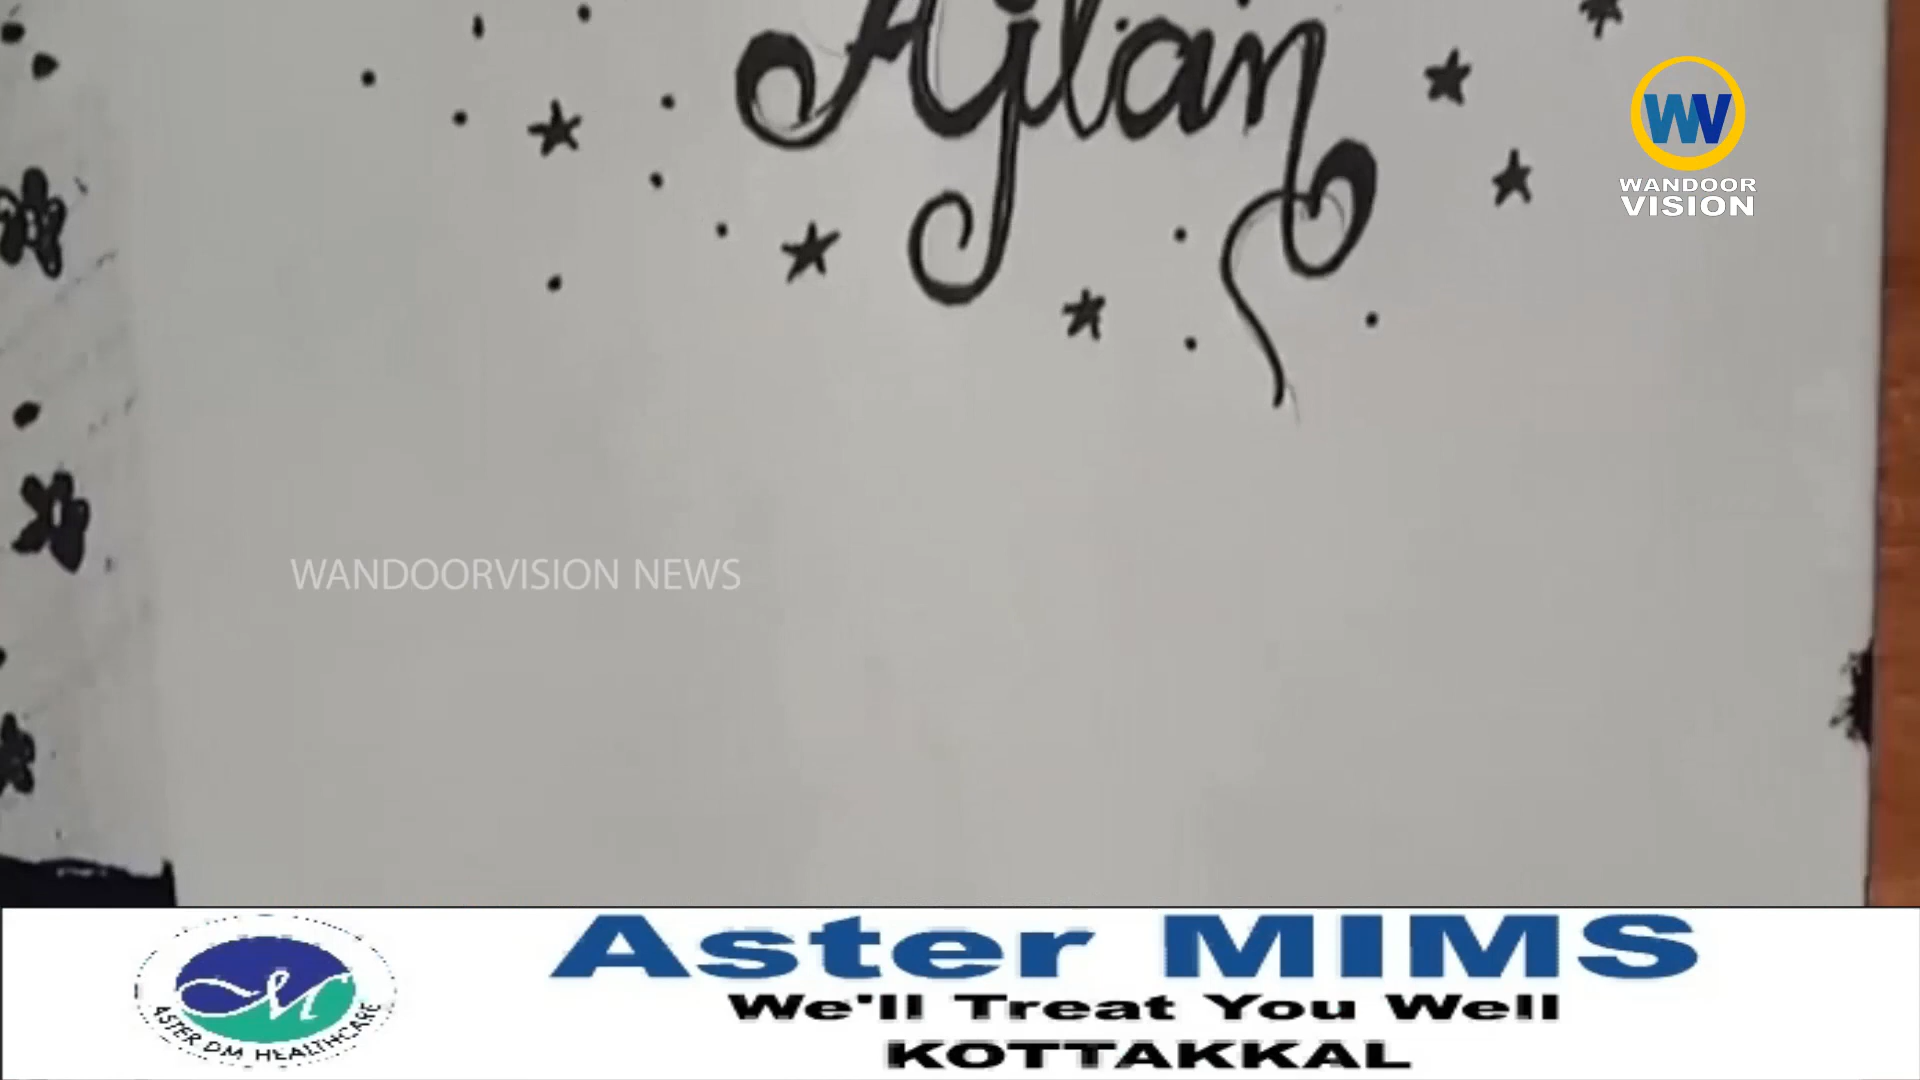 Ajlan
WANDOOR
VISION
WANDOORVISION NEWS
Aster MIMS
We'll Treat You Well
KOTTAKKAL
ASTER DM HEALTHCARE